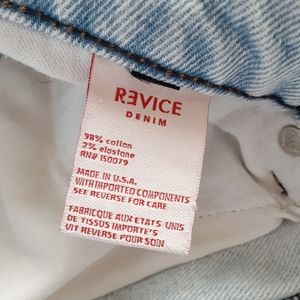 REVICE
DENIM
98% cotton
2% elastane
RN# 150079
MADE IN U.S.A.
WITH IMPORTED COMPONENTS
SEE REVERSE FOR CARE
FABRIQUE AUX ETATS UNIS
DE TISSUS IMPORTE'S
VIT REVERSE POUR SOIN